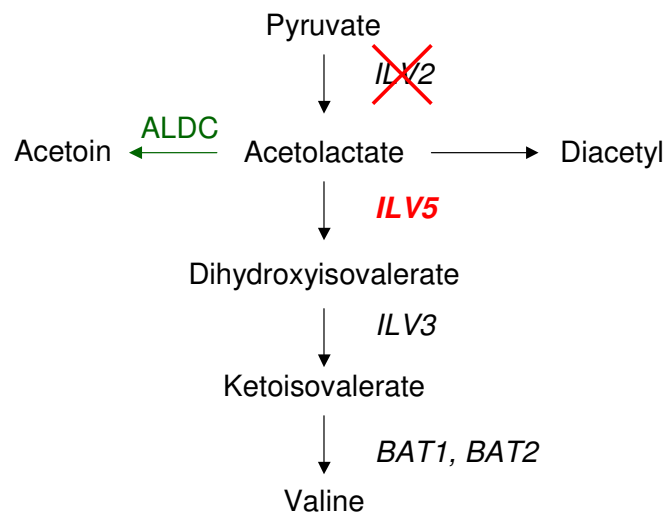 Pyruvate
ILV2
ALDC
Acetoin
Acetolactate
Diacetyl
ILV5
Dihydroxyisovalerate
ILV3
Ketoisovalerate
BAT1, BAT2
Valine